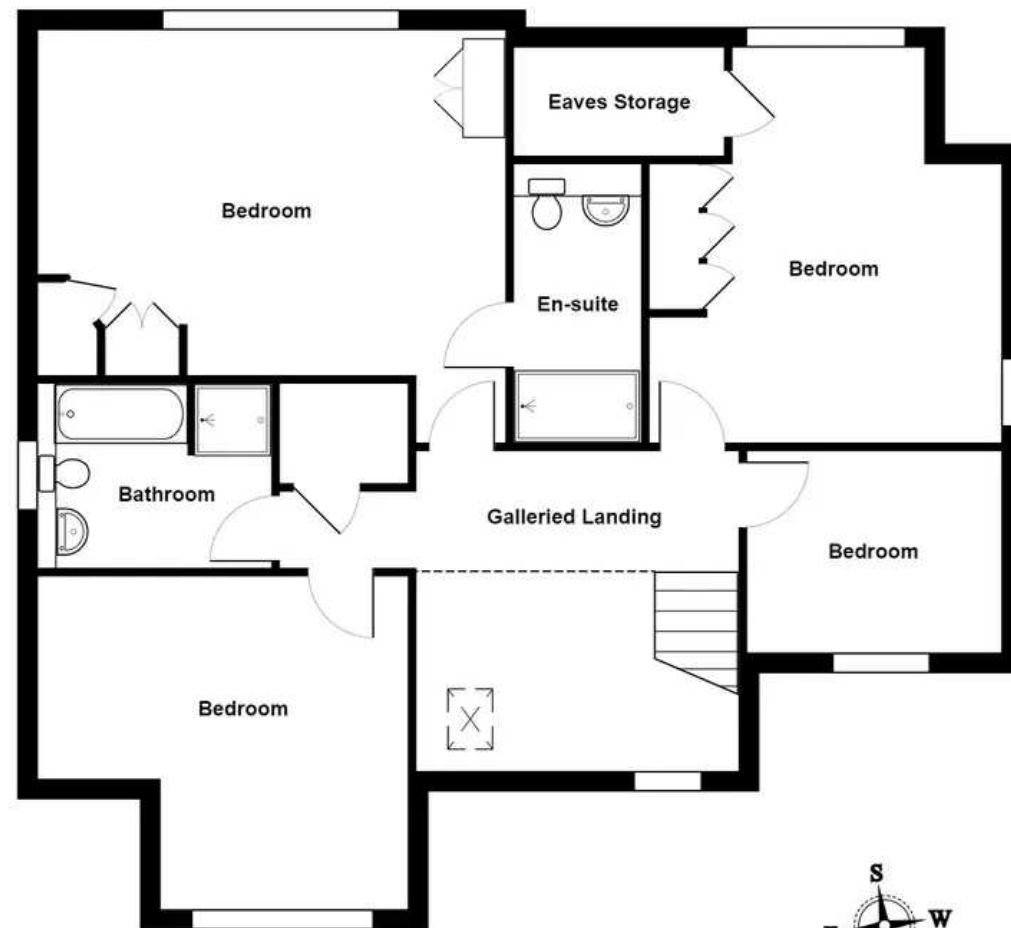 Eaves Storage
Bedroom
Bedroom
En-suite
Bathroom
Galleried Landing
Bedroom
Bedroom
S
W